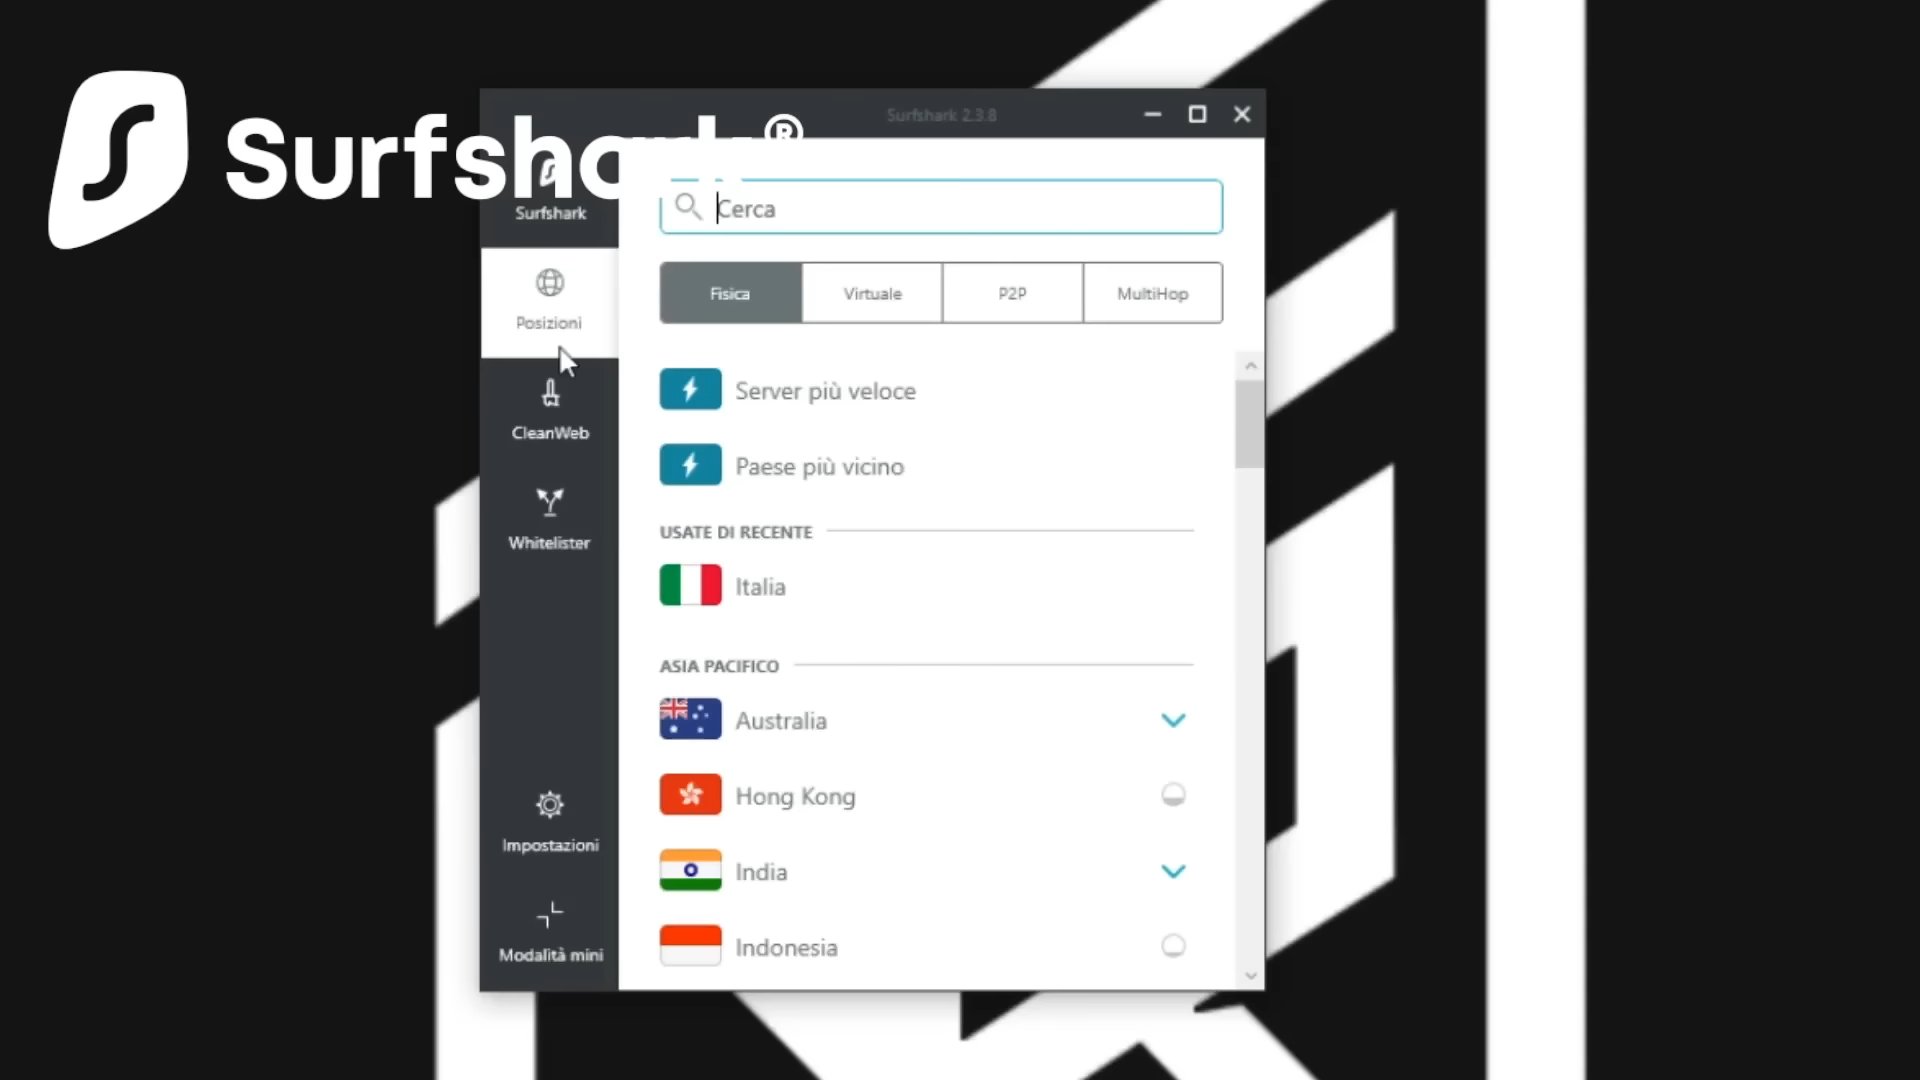 Surfshark®
Surfshark 2.3.8
Surfshark
Cerca
Fisica
Virtuale
P2P
MultiHop
Posizioni
Server più veloce
CleanWeb
Paese più vicino
USATE DI RECENTE
Whitelister
Italia
ASIA PACIFICO
Australia
Hong Kong
Impostazioni
India
Indonesia
Modalità mini